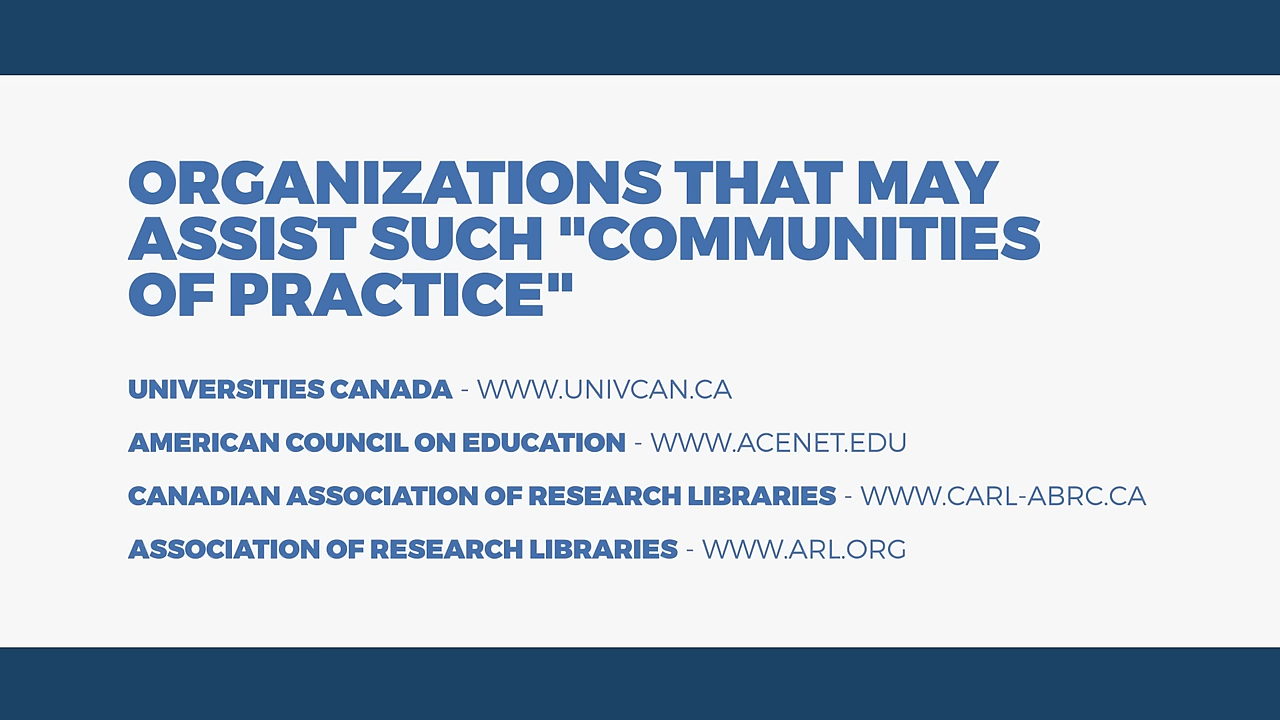 ORGANIZATIONS THAT MAY
ASSIST SUCH "COMMUNITIES
OF PRACTICE"
UNIVERSITIES CANADA - WWW.UNIVCAN.CA
AMERICAN COUNCIL ON EDUCATION - WWW.ACENET.EDU
CANADIAN ASSOCIATION OF RESEARCH LIBRARIES - WWW.CARL-ABRC.CA
ASSOCIATION OF RESEARCH LIBRARIES - WWW.ARL.ORG